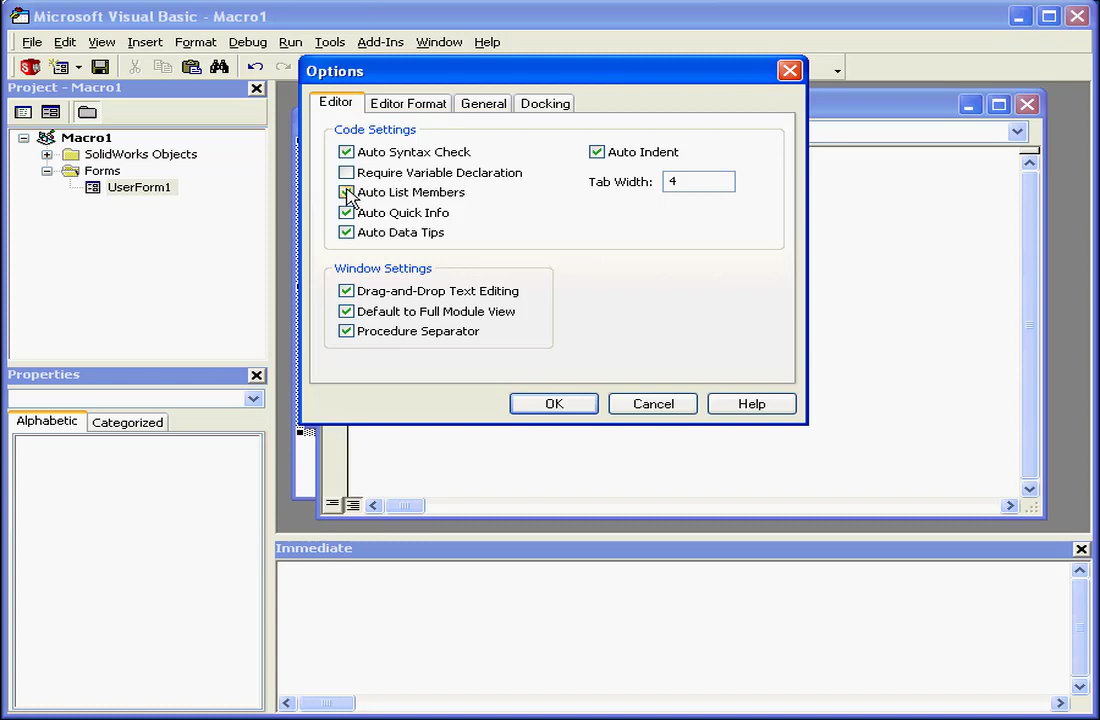 Microsoft Visual Basic - Macro1
File Edit View Insert Format Debug Run Tools Add-Ins Window Help
Project - Macro1
Macro1
SolidWorks Objects
Forms
UserForm1
Properties
Alphabetic Categorized
Options
Editor Editor Format General Docking
Code Settings
Auto Syntax Check
Require Variable Declaration
Auto List Members
Auto Quick Info
Auto Data Tips
Auto Indent
Tab Width: 4
Window Settings
Drag-and-Drop Text Editing
Default to Full Module View
Procedure Separator
OK Cancel Help
Immediate